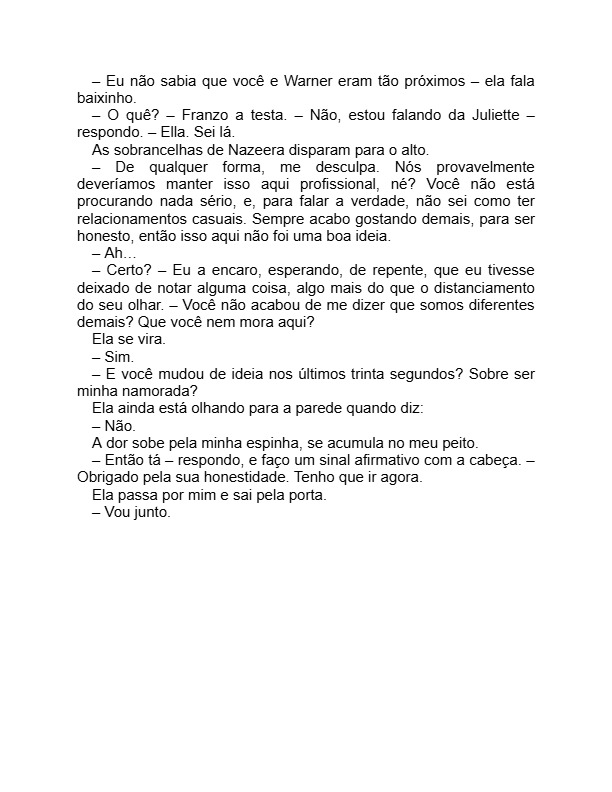 – Eu não sabia que você e Warner eram tão próximos – ela fala
baixinho.
– O quê? – Franzo a testa. – Não, estou falando da Juliette –
respondo. – Ella. Sei lá.
As sobrancelhas de Nazeera disparam para o alto.
– De qualquer forma, me desculpa. Nós provavelmente
deveríamos manter isso aqui profissional, né? Você não está
procurando nada sério, e, para falar a verdade, não sei como ter
relacionamentos casuais. Sempre acabo gostando demais, para ser
honesto, então isso aqui não foi uma boa ideia.
– Ah…
– Certo? – Eu a encaro, esperando, de repente, que eu tivesse
deixado de notar alguma coisa, algo mais do que o distanciamento
do seu olhar. – Você não acabou de me dizer que somos diferentes
demais? Que você nem mora aqui?
Ela se vira.
– Sim.
– E você mudou de ideia nos últimos trinta segundos? Sobre ser
minha namorada?
Ela ainda está olhando para a parede quando diz:
– Não.
A dor sobe pela minha espinha, se acumula no meu peito.
– Então tá – respondo, e faço um sinal afirmativo com a cabeça. –
Obrigado pela sua honestidade. Tenho que ir agora.
Ela passa por mim e sai pela porta.
– Vou junto.